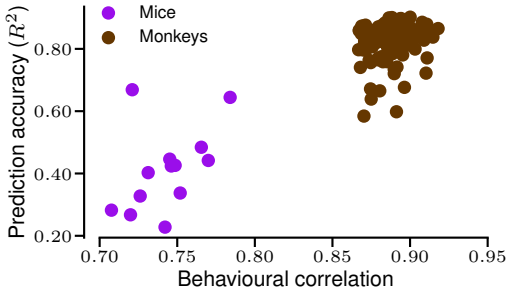 Mice
Monkeys
Prediction accuracy (R²)
0.80
0.60
0.40
0.20
0.70 0.75 0.80 0.85 0.90 0.95
Behavioural correlation